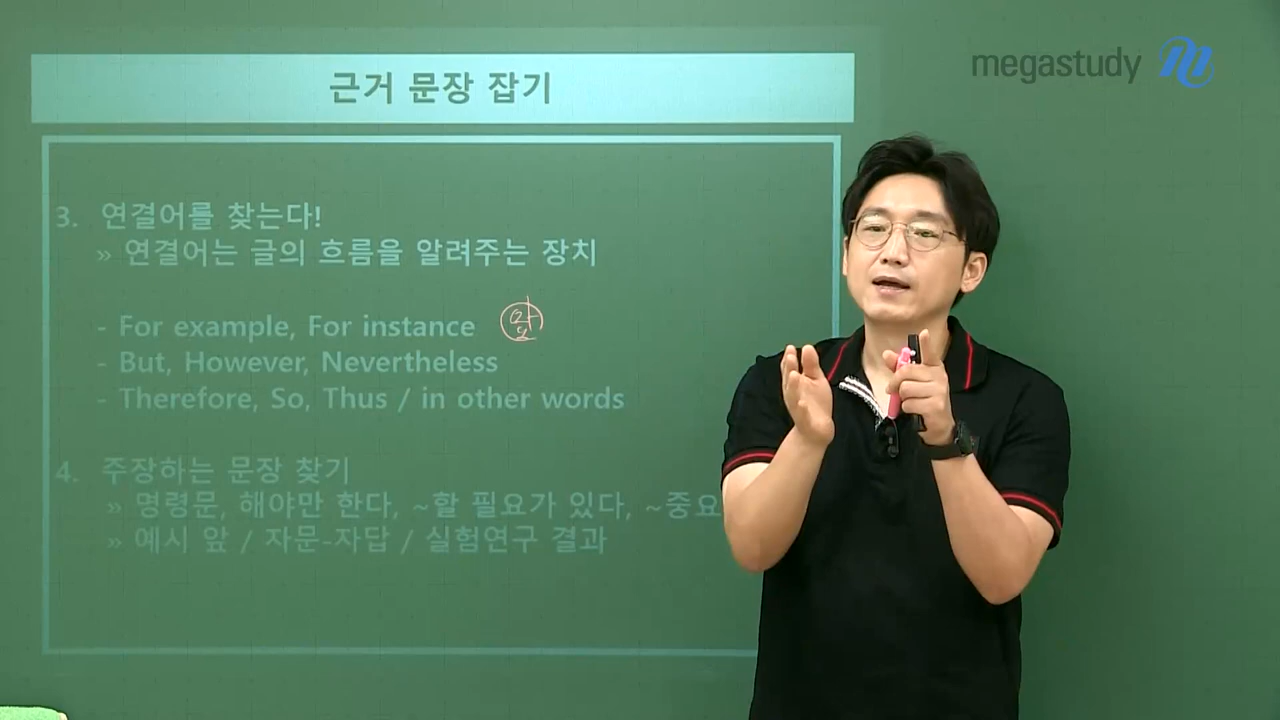 megastudy
근거 문장 잡기
3. 연결어를 찾는다!
» 연결어는 글의 흐름을 알려주는 장치
- For example, For instance 앞
- But, However, Nevertheless
- Therefore, So, Thus / in other words
4. 주장하는 문장 찾기
» 명령문, 해야만 한다, ~할 필요가 있다, ~중요
» 예시 앞 / 자문-자답 / 실험연구 결과